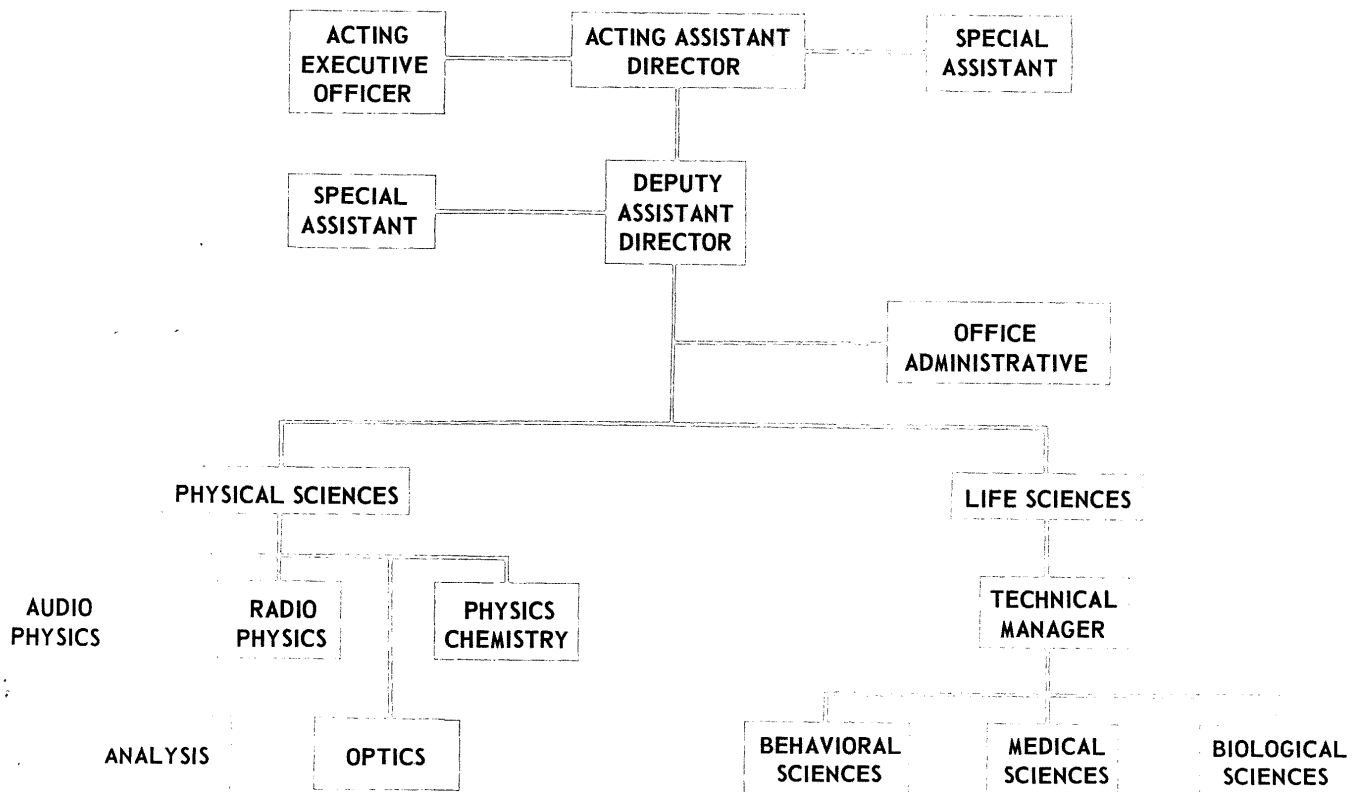 ACTING
EXECUTIVE
OFFICER
ACTING ASSISTANT
DIRECTOR
SPECIAL
ASSISTANT
SPECIAL
ASSISTANT
DEPUTY
ASSISTANT
DIRECTOR
OFFICE
ADMINISTRATIVE
PHYSICAL SCIENCES
LIFE SCIENCES
AUDIO
PHYSICS
RADIO
PHYSICS
PHYSICS
CHEMISTRY
TECHNICAL
MANAGER
ANALYSIS
OPTICS
BEHAVIORAL
SCIENCES
MEDICAL
SCIENCES
BIOLOGICAL
SCIENCES